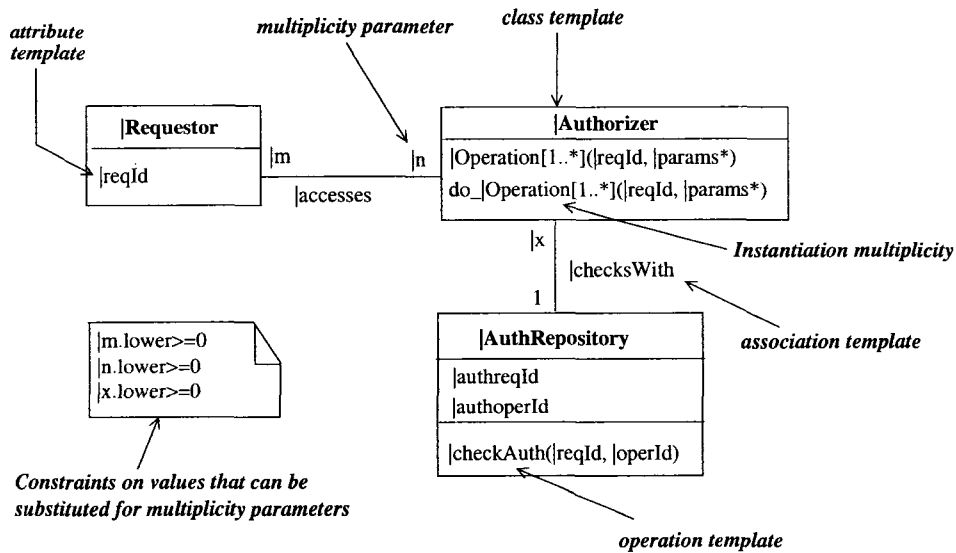 class template
multiplicity parameter
attribute
template
|Requestor
|reqId
|m
|n
|accesses
|Authorizer
|Operation[1..*](|reqId, |params*)
do_|Operation[1..*](|reqId, |params*)
|x
|checksWith
1
Instantiation multiplicity
association template
|m.lower>=0
|n.lower>=0
|x.lower>=0
|AuthRepository
|authreqId
|authoperId
|checkAuth(|reqId, |operId)
Constraints on values that can be
substituted for multiplicity parameters
operation template